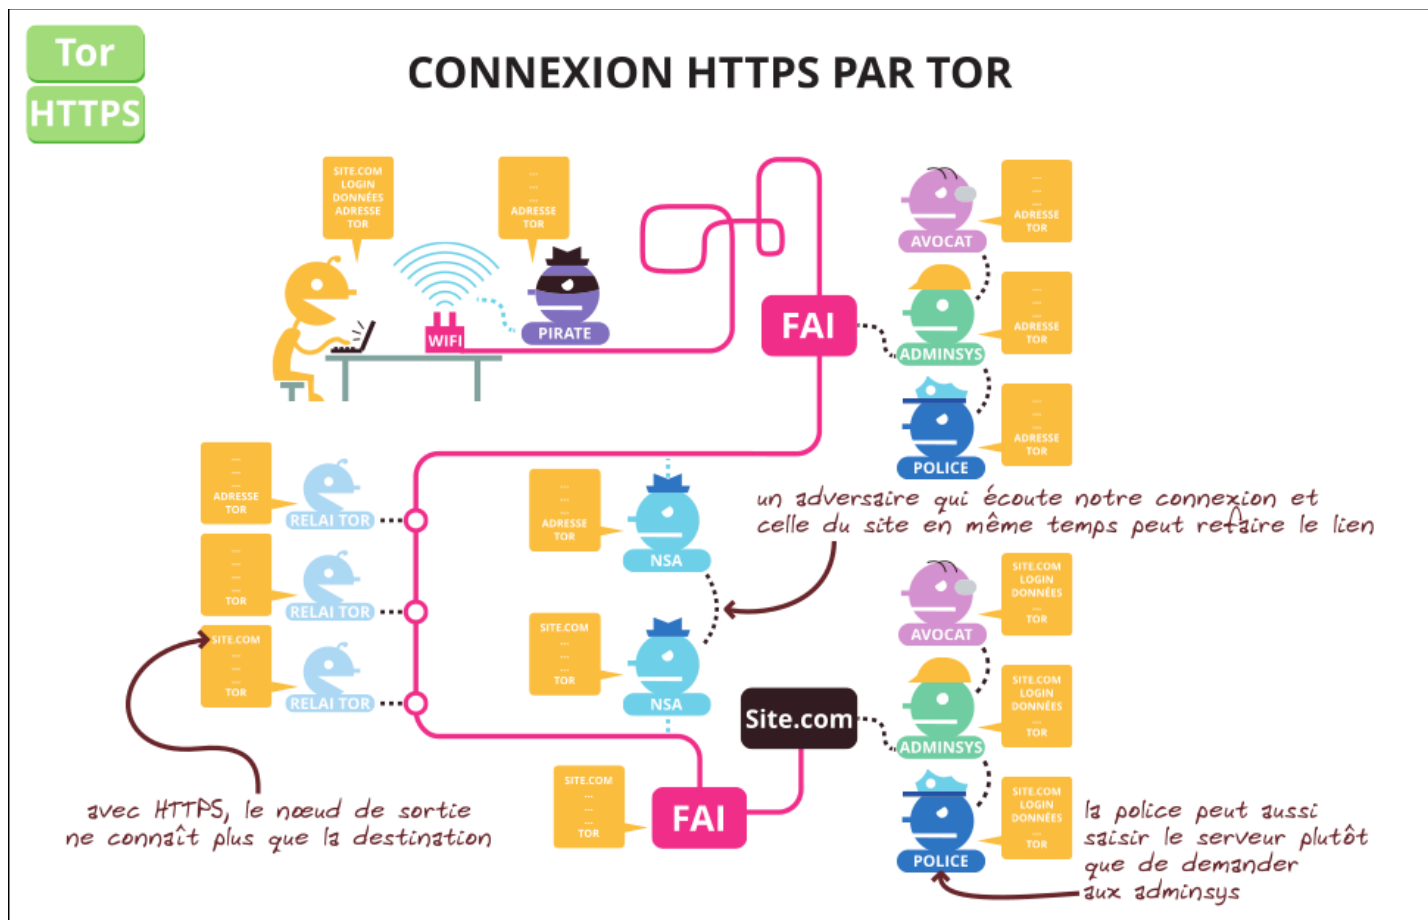 Tor
HTTPS
CONNEXION HTTPS PAR TOR
SITE.COM
LOGIN
DONNÉES
ADRESSE
TOR
...
...
...
ADRESSE
TOR
WIFI
PIRATE
FAI
AVOCAT
...
...
...
ADRESSE
TOR
ADMINSYS
...
...
...
ADRESSE
TOR
POLICE
...
...
...
ADRESSE
TOR
...
...
...
ADRESSE
TOR
RELAI TOR
...
...
...
...
TOR
RELAI TOR
SITE.COM
...
...
...
TOR
RELAI TOR
...
...
...
ADRESSE
TOR
NSA
SITE.COM
...
...
...
TOR
NSA
un adversaire qui écoute notre connexion et
celle du site en même temps peut refaire le lien
AVOCAT
SITE.COM
LOGIN
DONNÉES
...
TOR
Site.com
ADMINSYS
SITE.COM
LOGIN
DONNÉES
...
TOR
POLICE
SITE.COM
LOGIN
DONNÉES
...
TOR
SITE.COM
...
...
...
TOR
FAI
avec HTTPS, le nœud de sortie
ne connaît plus que la destination
la police peut aussi
saisir le serveur plutôt
que de demander
aux adminsys